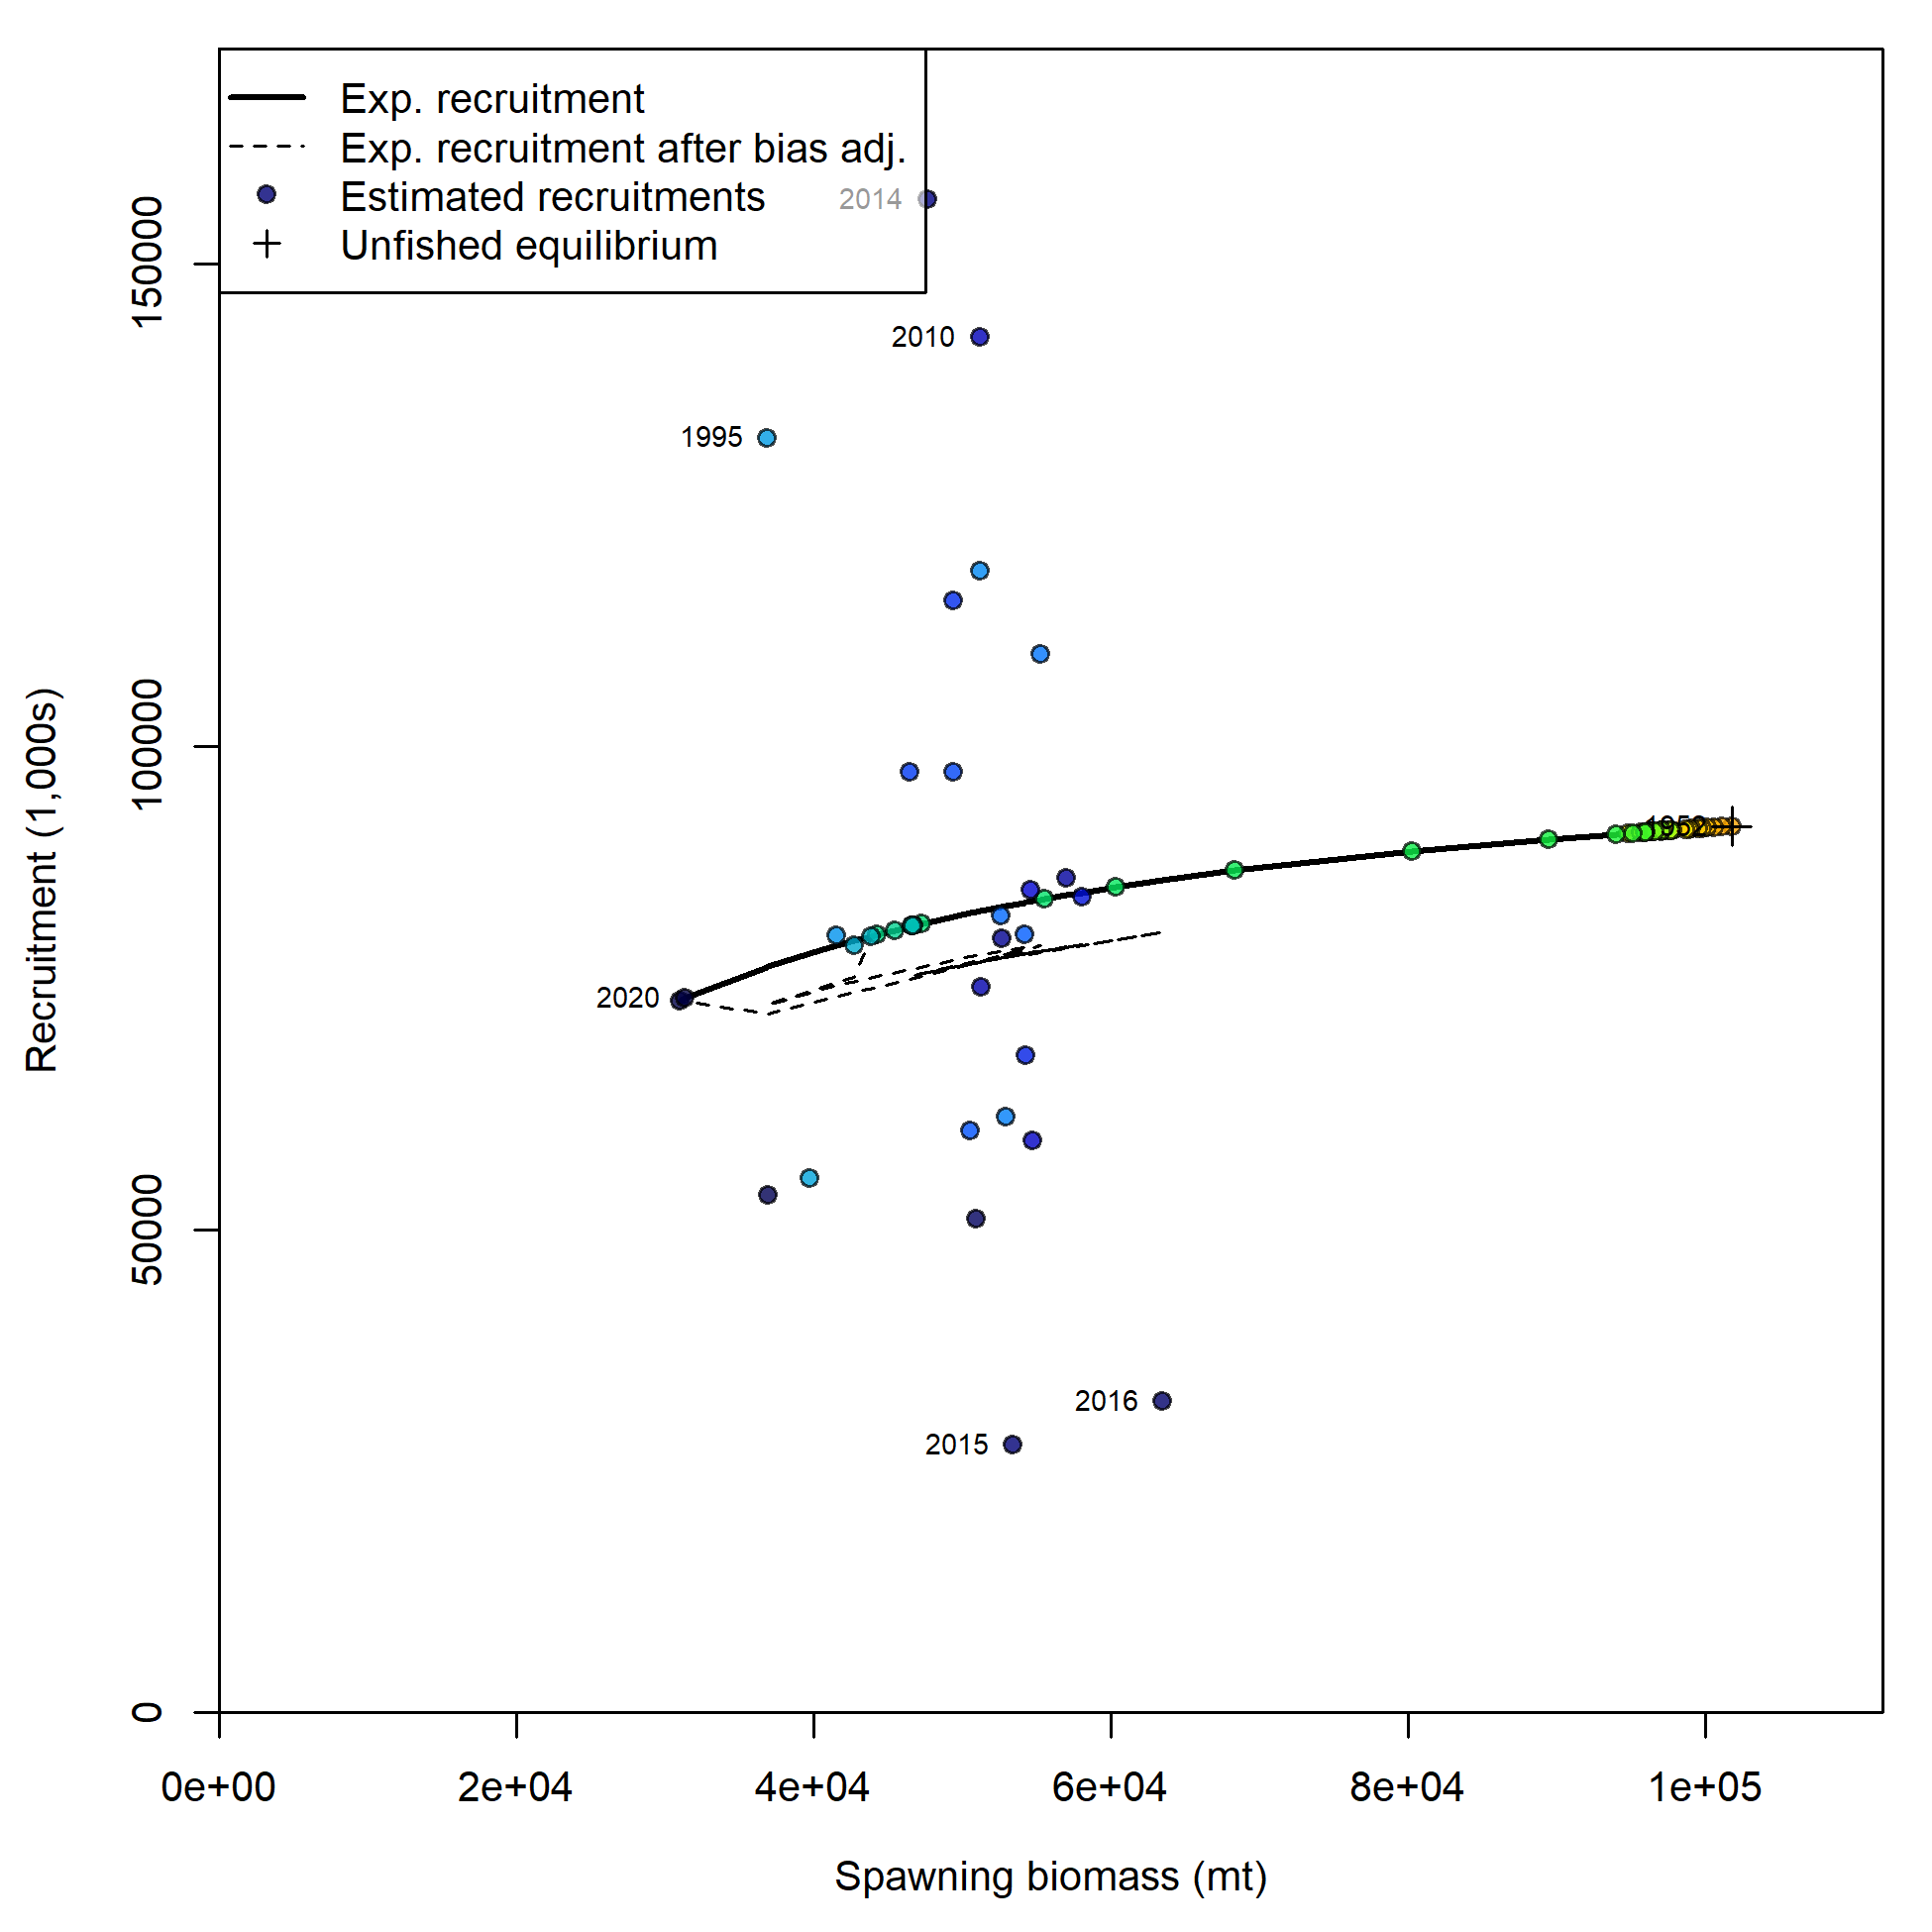 Exp. recruitment
Exp. recruitment after bias adj.
Estimated recruitments
Unfished equilibrium
2014
2010
1995
2020
2016
2015
150000
100000
50000
0
Recruitment (1,000s)
0e+00 2e+04 4e+04 6e+04 8e+04 1e+05
Spawning biomass (mt)